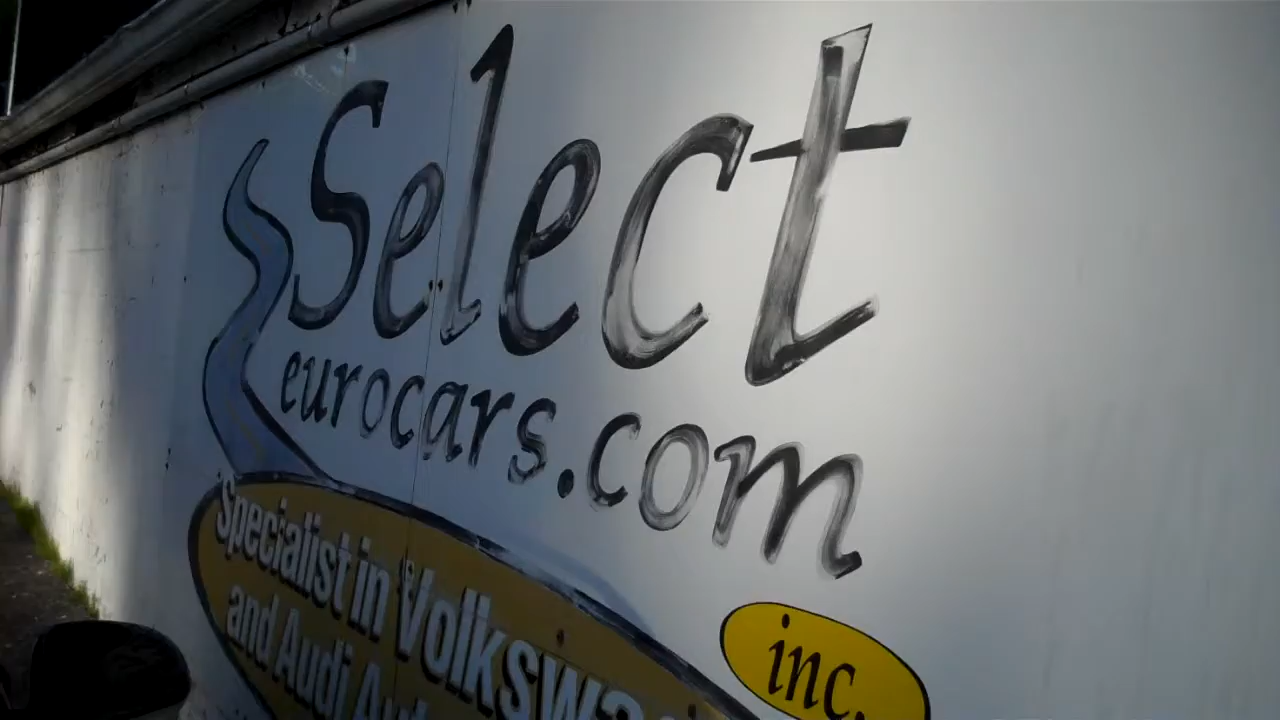 Select
eurocars.com
inc.
Specialist in
and Audi